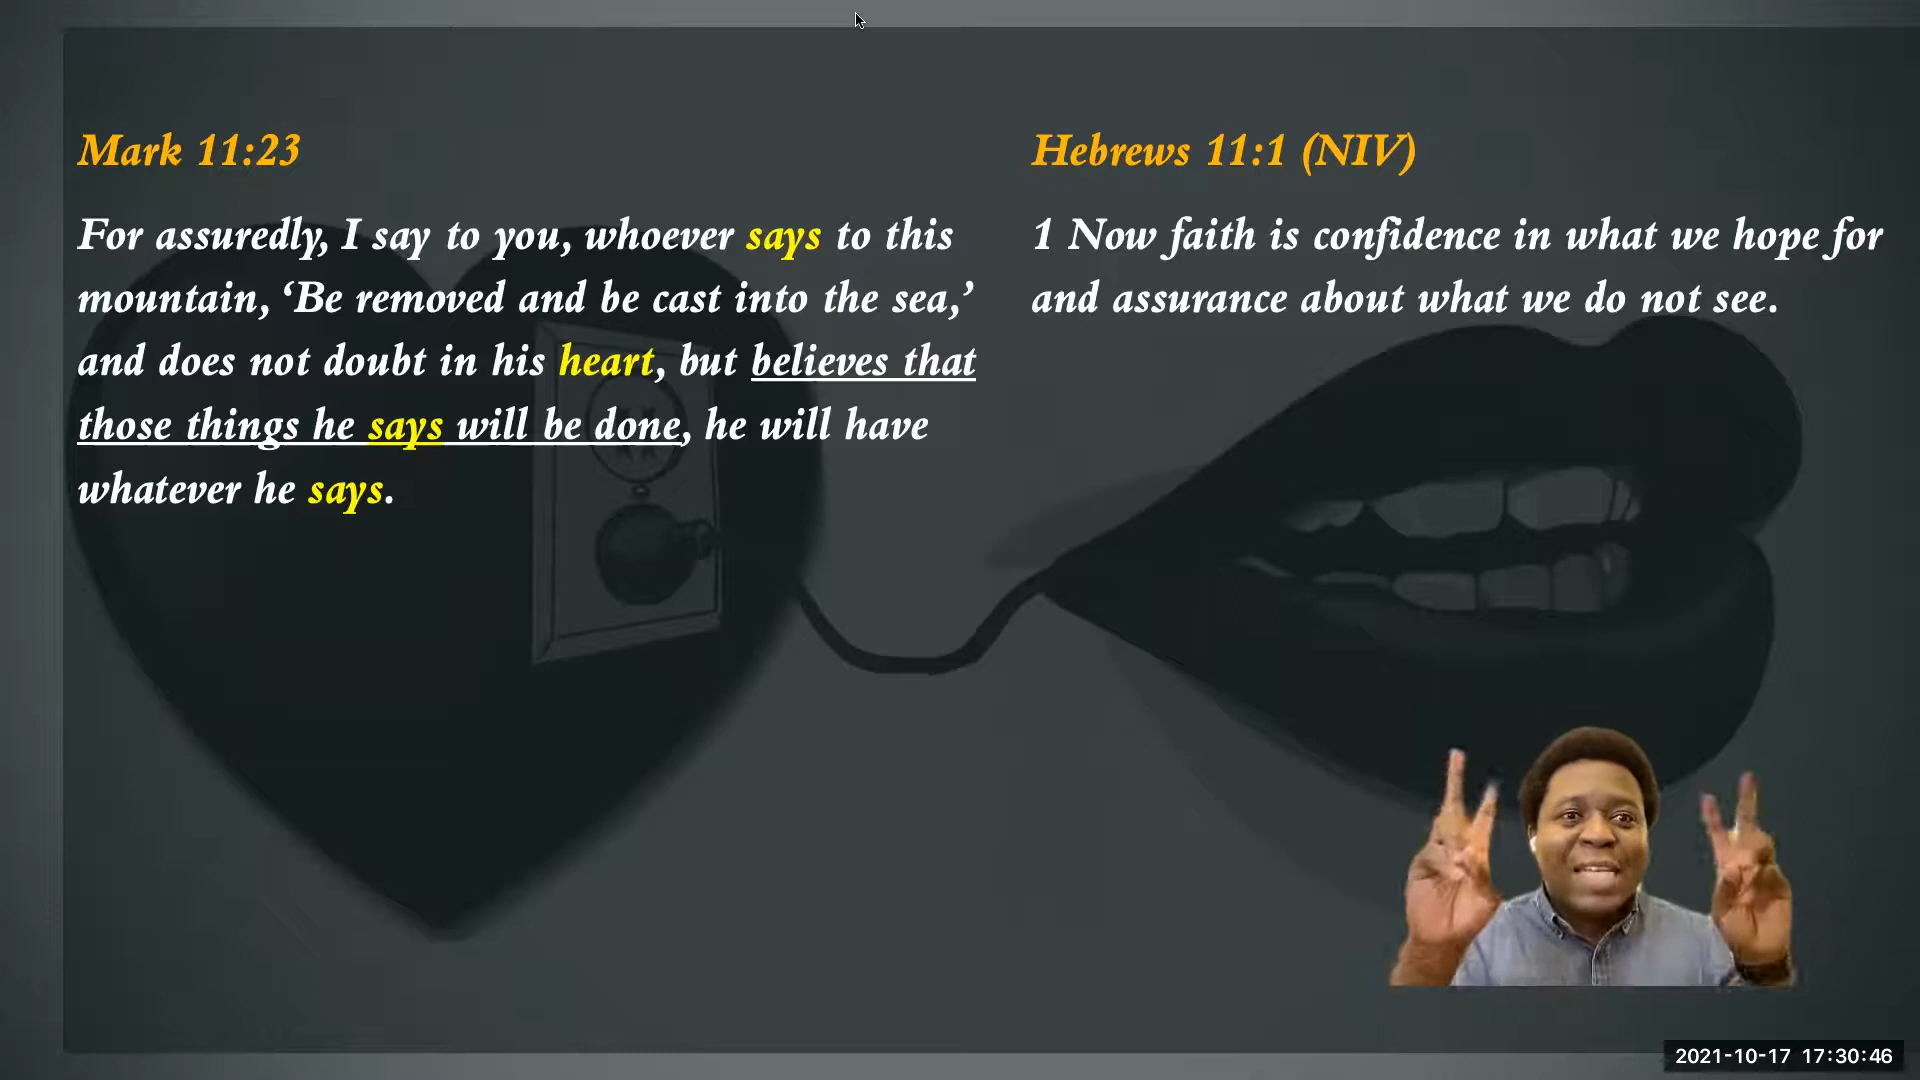 Mark 11:23
For assuredly, I say to you, whoever says to this
mountain, ‘Be removed and be cast into the sea,’
and does not doubt in his heart, but believes that
those things he says will be done, he will have
whatever he says.
Hebrews 11:1 (NIV)
1 Now faith is confidence in what we hope for
and assurance about what we do not see.
2021-10-17 17:30:46